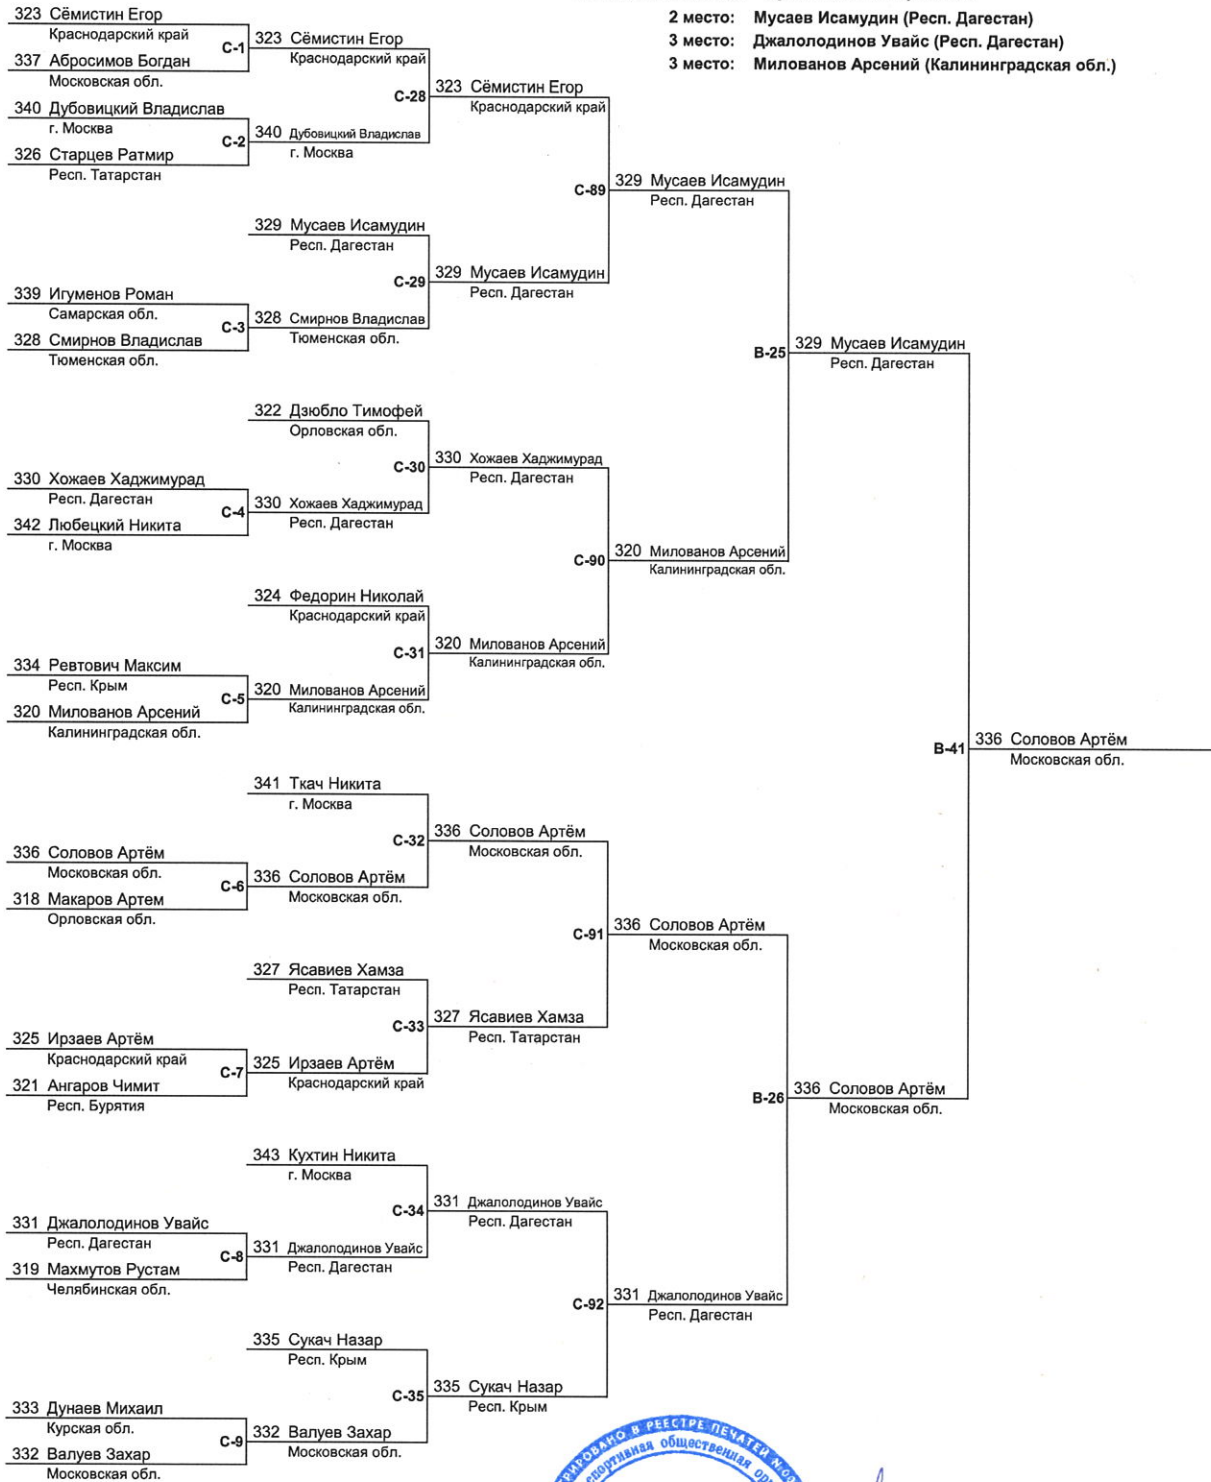 2 место: Мусаев Исамудин (Респ. Дагестан)
3 место: Джалолодинов Увайс (Респ. Дагестан)
3 место: Милованов Арсений (Калининградская обл.)
323 Сёмистин Егор
Краснодарский край
C-1
337 Абросимов Богдан
Московская обл.
323 Сёмистин Егор
Краснодарский край
340 Дубовицкий Владислав
г. Москва
C-2
326 Старцев Ратмир
Респ. Татарстан
340 Дубовицкий Владислав
г. Москва
C-28
323 Сёмистин Егор
Краснодарский край
C-89
329 Мусаев Исамудин
Респ. Дагестан
329 Мусаев Исамудин
Респ. Дагестан
C-29
329 Мусаев Исамудин
Респ. Дагестан
339 Игуменов Роман
Самарская обл.
C-3
328 Смирнов Владислав
Тюменская обл.
328 Смирнов Владислав
Тюменская обл.
B-25
329 Мусаев Исамудин
Респ. Дагестан
322 Дзюбло Тимофей
Орловская обл.
C-30
330 Хожаев Хаджимурад
Респ. Дагестан
330 Хожаев Хаджимурад
Респ. Дагестан
C-4
342 Любецкий Никита
г. Москва
330 Хожаев Хаджимурад
Респ. Дагестан
C-90
320 Милованов Арсений
Калининградская обл.
324 Федорин Николай
Краснодарский край
C-31
320 Милованов Арсений
Калининградская обл.
334 Ревтович Максим
Респ. Крым
C-5
320 Милованов Арсений
Калининградская обл.
320 Милованов Арсений
Калининградская обл.
B-41
336 Соловов Артём
Московская обл.
341 Ткач Никита
г. Москва
C-32
336 Соловов Артём
Московская обл.
336 Соловов Артём
Московская обл.
C-6
318 Макаров Артем
Орловская обл.
336 Соловов Артём
Московская обл.
C-91
336 Соловов Артём
Московская обл.
327 Ясавиев Хамза
Респ. Татарстан
C-33
327 Ясавиев Хамза
Респ. Татарстан
325 Ирзаев Артём
Краснодарский край
C-7
321 Ангаров Чимит
Респ. Бурятия
325 Ирзаев Артём
Краснодарский край
B-26
336 Соловов Артём
Московская обл.
343 Кухтин Никита
г. Москва
C-34
331 Джалолодинов Увайс
Респ. Дагестан
331 Джалолодинов Увайс
Респ. Дагестан
C-8
319 Махмутов Рустам
Челябинская обл.
331 Джалолодинов Увайс
Респ. Дагестан
C-92
331 Джалолодинов Увайс
Респ. Дагестан
335 Сукач Назар
Респ. Крым
C-35
335 Сукач Назар
Респ. Крым
333 Дунаев Михаил
Курская обл.
C-9
332 Валуев Захар
Московская обл.
332 Валуев Захар
Московская обл.
В РЕЕСТРЕ ПЕЧАТЕЙ
общественная